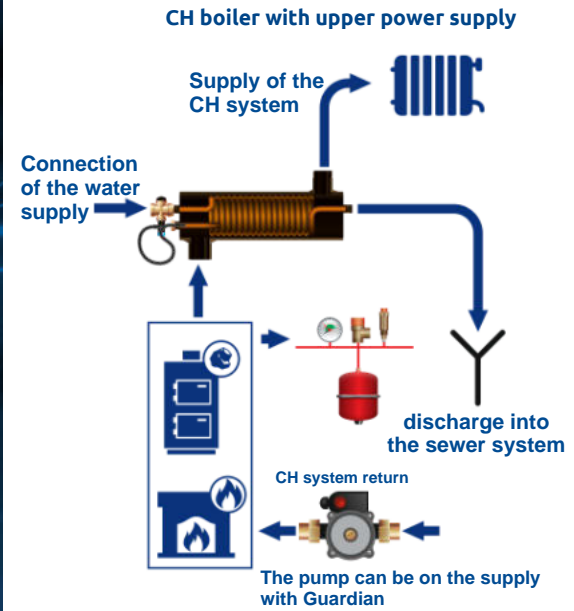 CH boiler with upper power supply
Supply of the
CH system
Connection
of the water
supply
discharge into
the sewer system
CH system return
The pump can be on the supply
with Guardian